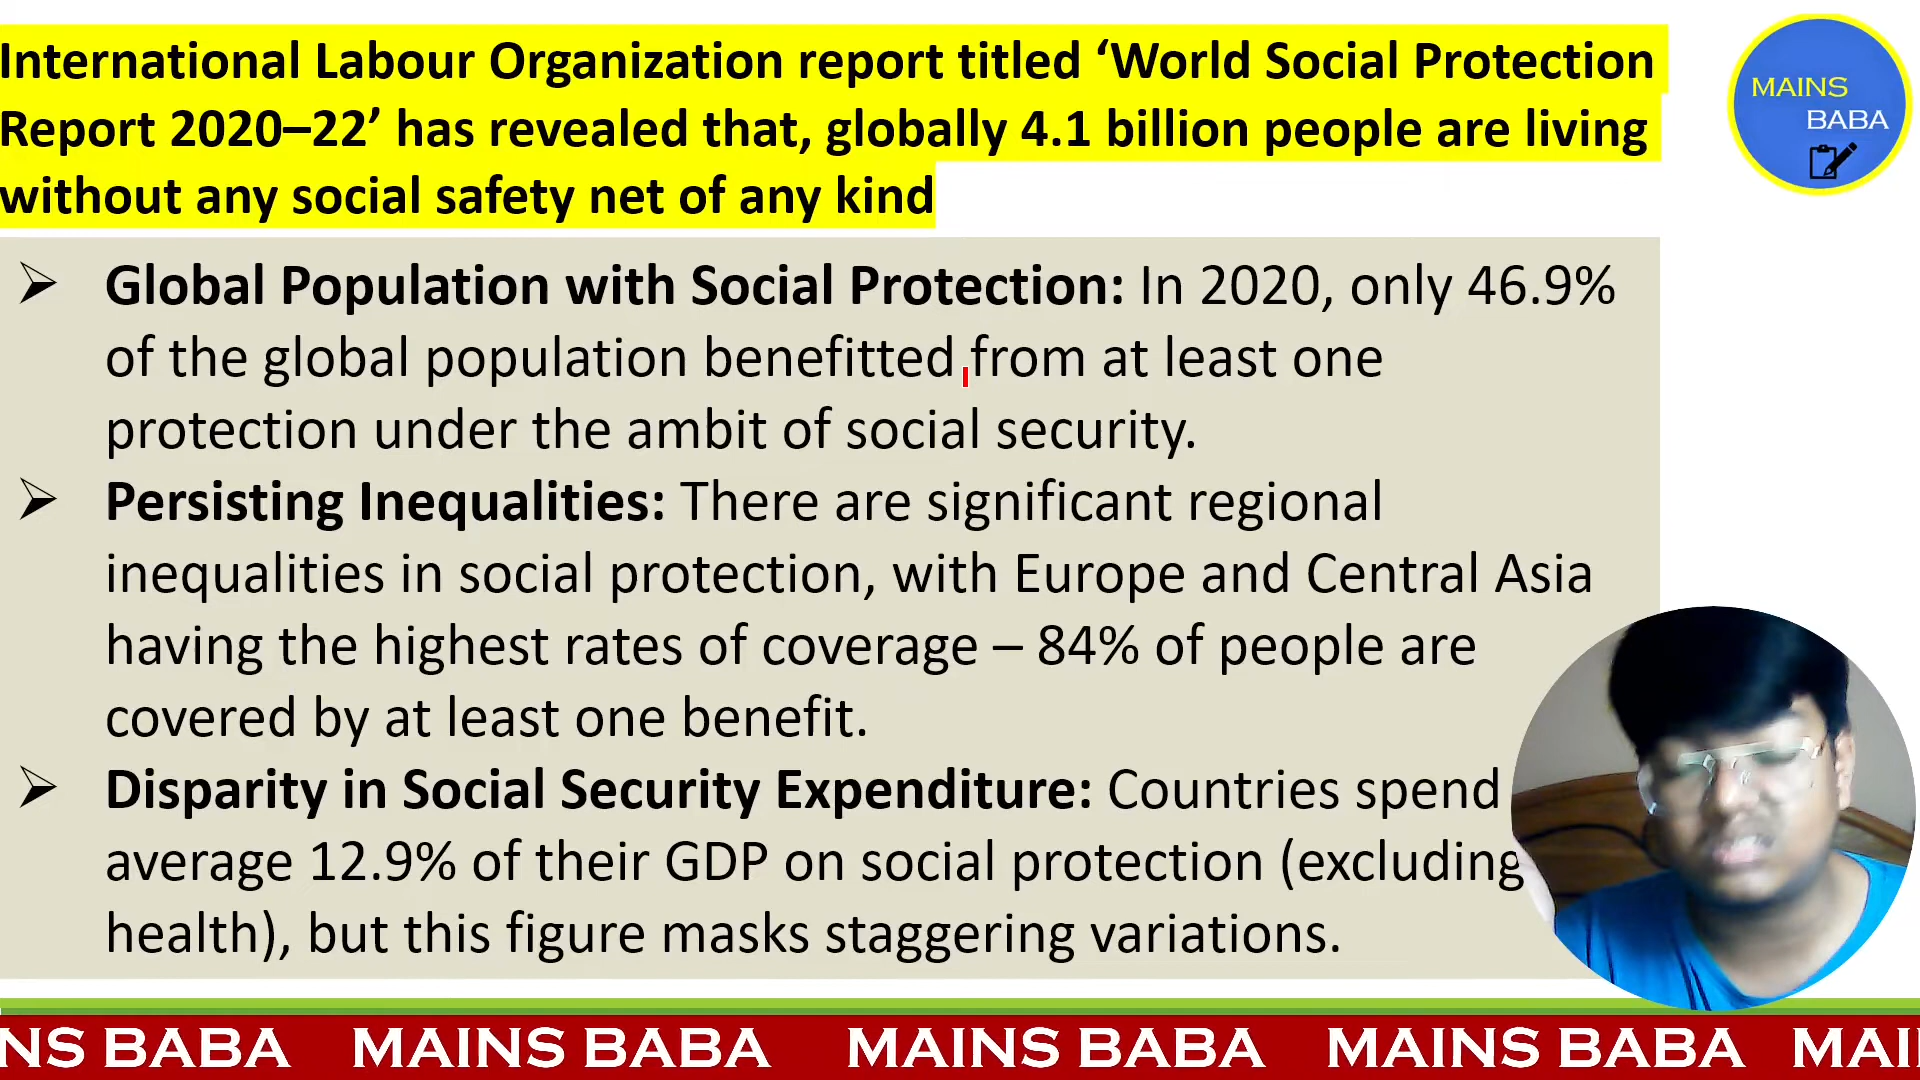 International Labour Organization report titled ‘World Social Protection
Report 2020–22’ has revealed that, globally 4.1 billion people are living
without any social safety net of any kind
MAINS
BABA
➢ Global Population with Social Protection: In 2020, only 46.9%
of the global population benefitted from at least one
protection under the ambit of social security.
➢ Persisting Inequalities: There are significant regional
inequalities in social protection, with Europe and Central Asia
having the highest rates of coverage – 84% of people are
covered by at least one benefit.
➢ Disparity in Social Security Expenditure: Countries spend
average 12.9% of their GDP on social protection (excluding
health), but this figure masks staggering variations.
NS BABA MAINS BABA MAINS BABA MAINS BABA MAI